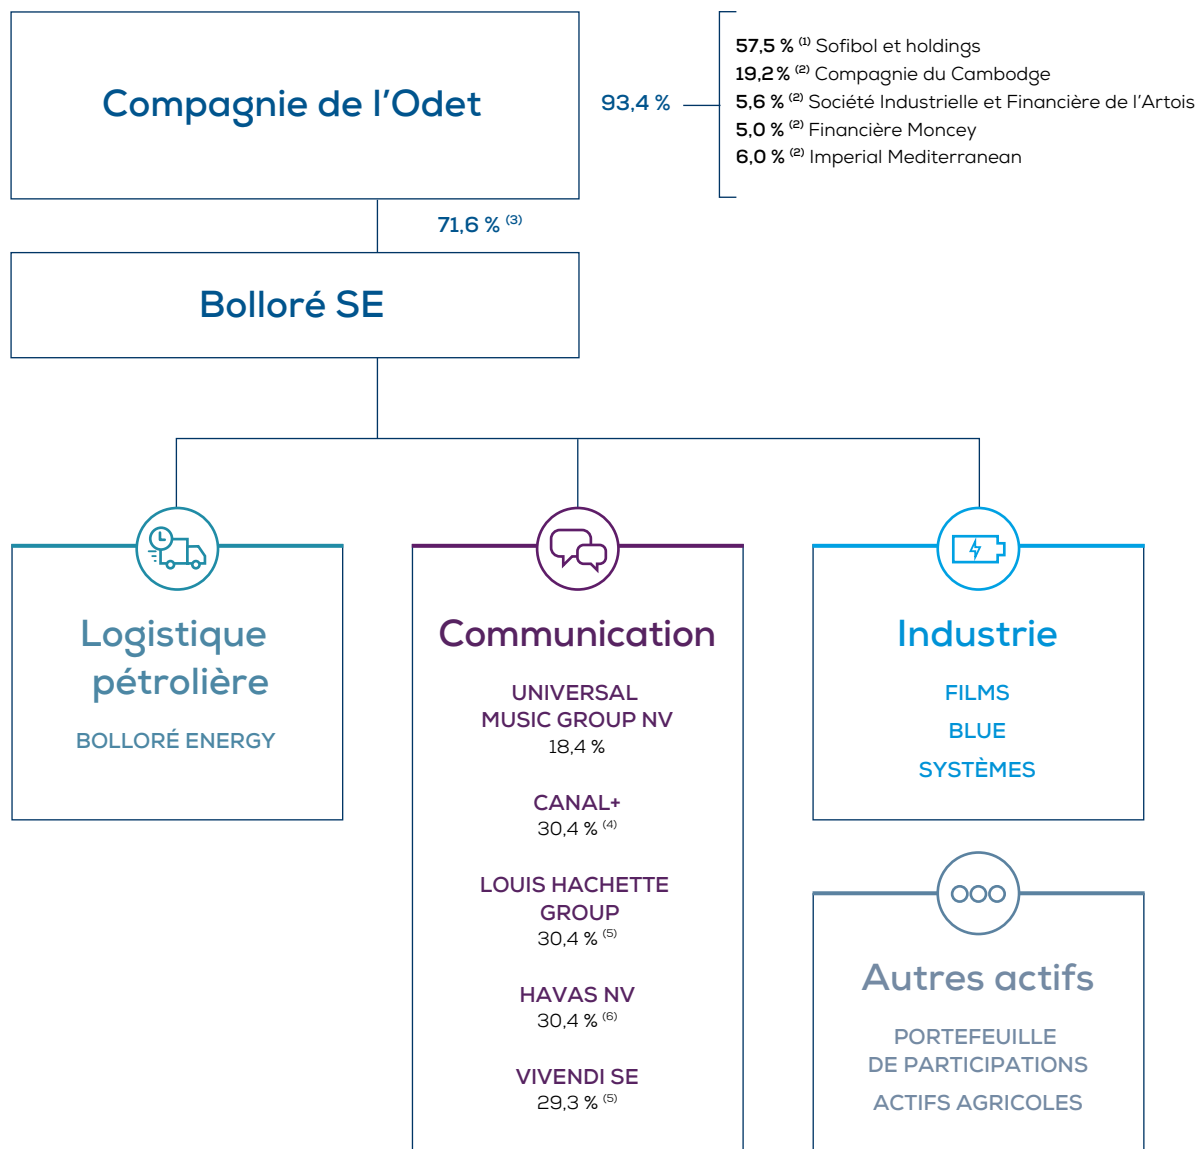 Compagnie de l’Odet
93,4 %
57,5 % (1) Sofibol et holdings
19,2 % (2) Compagnie du Cambodge
5,6 % (2) Société Industrielle et Financière de l’Artois
5,0 % (2) Financière Moncey
6,0 % (2) Imperial Mediterranean
71,6 % (3)
Bolloré SE
Logistique
pétrolière
BOLLORÉ ENERGY
Communication
UNIVERSAL
MUSIC GROUP NV
18,4 %
CANAL+
30,4 % (4)
LOUIS HACHETTE
GROUP
30,4 % (5)
HAVAS NV
30,4 % (6)
VIVENDI SE
29,3 % (5)
Industrie
FILMS
BLUE
SYSTÈMES
Autres actifs
PORTEFEUILLE
DE PARTICIPATIONS
ACTIFS AGRICOLES